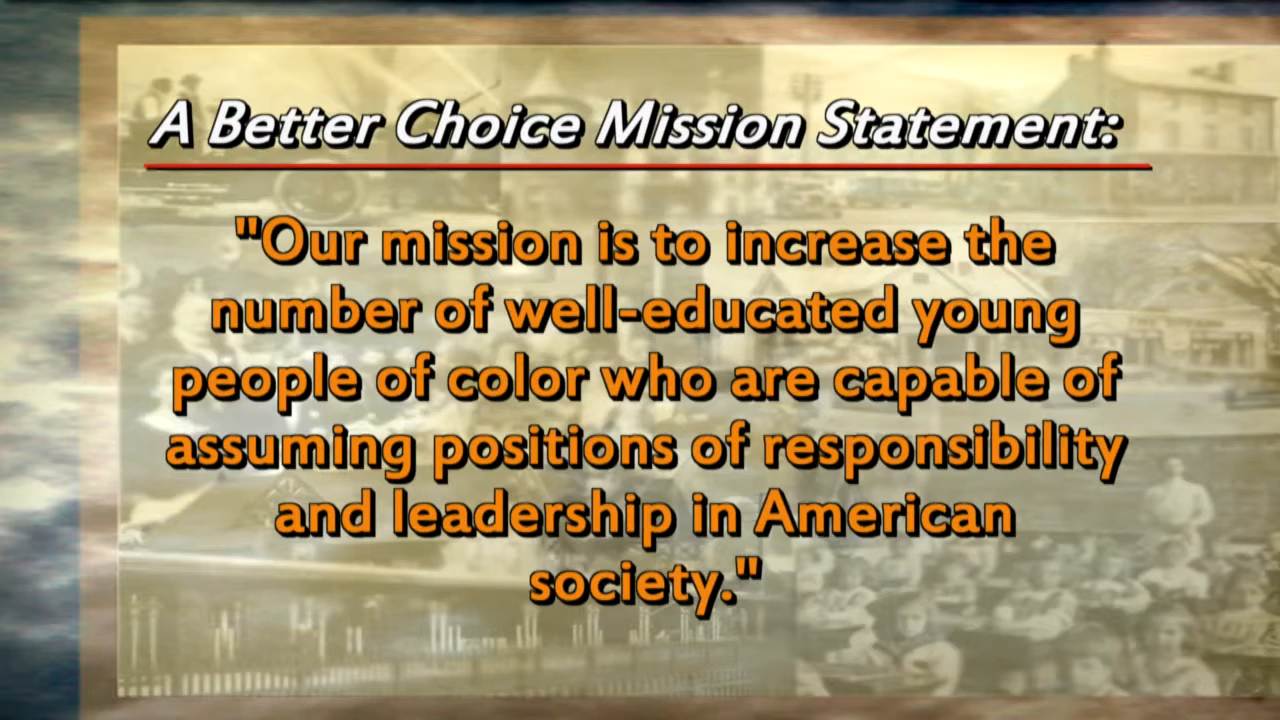 A Better Choice Mission Statement:
"Our mission is to increase the
number of well-educated young
people of color who are capable of
assuming positions of responsibility
and leadership in American
society."